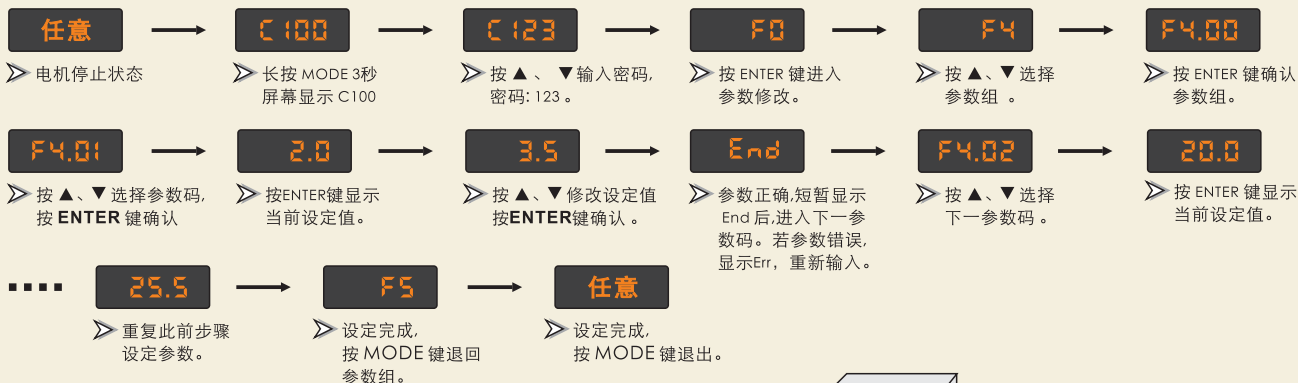 任意
C100
C123
F0
F4
F4.00
电机停止状态
长按 MODE 3秒
屏幕显示 C100
按 ▲ 、 ▼ 输入密码,
密码: 123 。
按 ENTER 键进入
参数修改。
按 ▲、▼ 选择
参数组 。
按 ENTER 键确认
参数组。
F4.01
2.0
3.5
End
F4.02
20.0
按 ▲、▼ 选择参数码,
按 ENTER 键确认
按ENTER键显示
当前设定值。
按 ▲、▼ 修改设定值
按ENTER键确认 。
参数正确,短暂显示
End 后,进入下一参
数码。若参数错误,
显示Err，重新输入。
按 ▲、▼ 选择
下一参数码 。
按 ENTER 键显示
当前设定值。
25.5
F5
任意
重复此前步骤
设定参数。
设定完成,
按 MODE 键退回
参数组。
设定完成,
按 MODE 键退出。